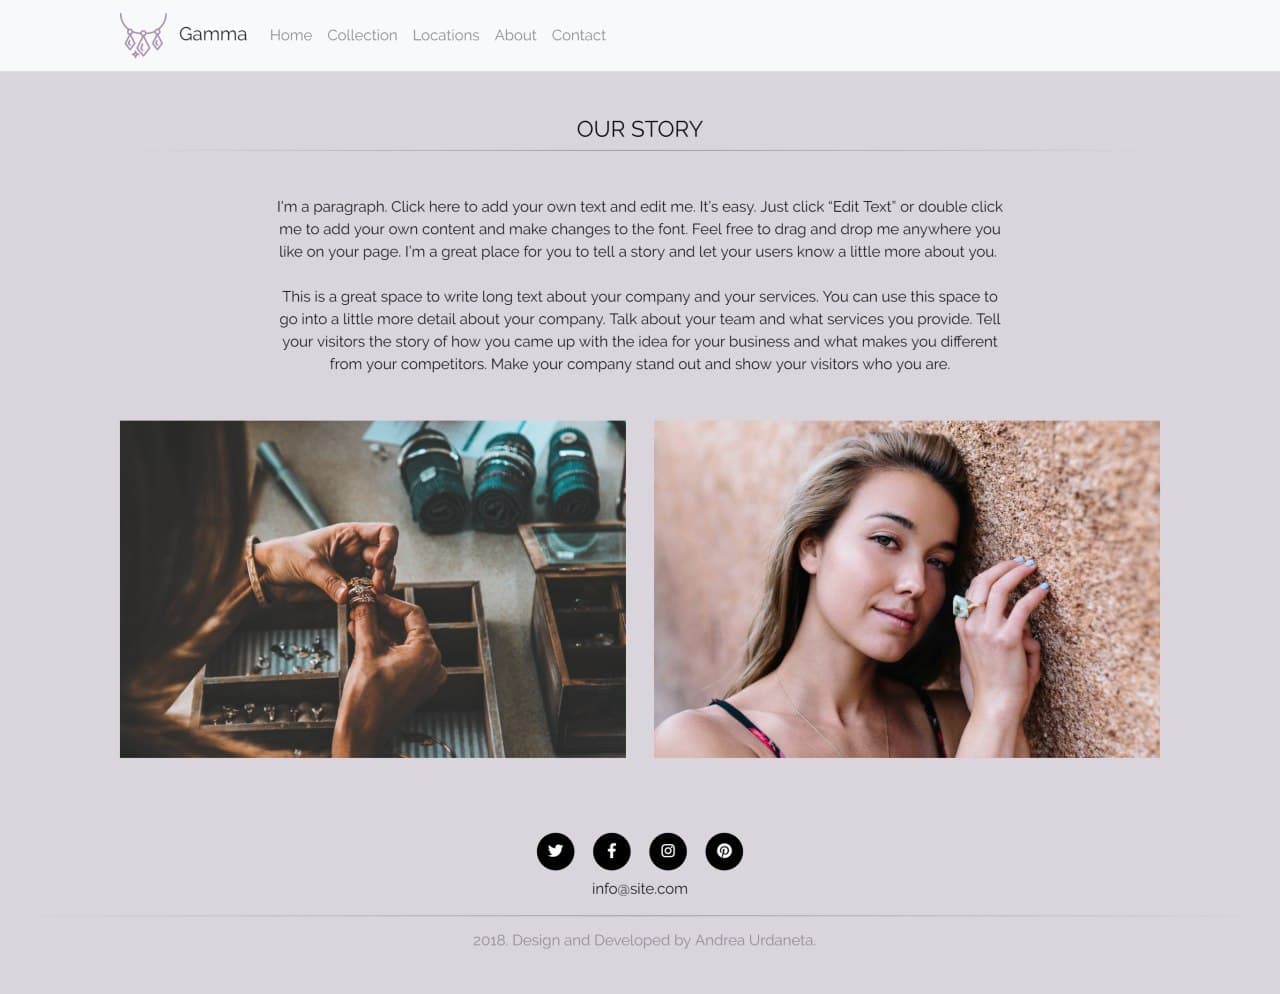 Gamma Home Collection Locations About Contact
OUR STORY
I'm a paragraph. Click here to add your own text and edit me. It's easy. Just click “Edit Text” or double click
me to add your own content and make changes to the font. Feel free to drag and drop me anywhere you
like on your page. I'm a great place for you to tell a story and let your users know a little more about you.
This is a great space to write long text about your company and your services. You can use this space to
go into a little more detail about your company. Talk about your team and what services you provide. Tell
your visitors the story of how you came up with the idea for your business and what makes you different
from your competitors. Make your company stand out and show your visitors who you are.
info@site.com
2018. Design and Developed by Andrea Urdaneta.